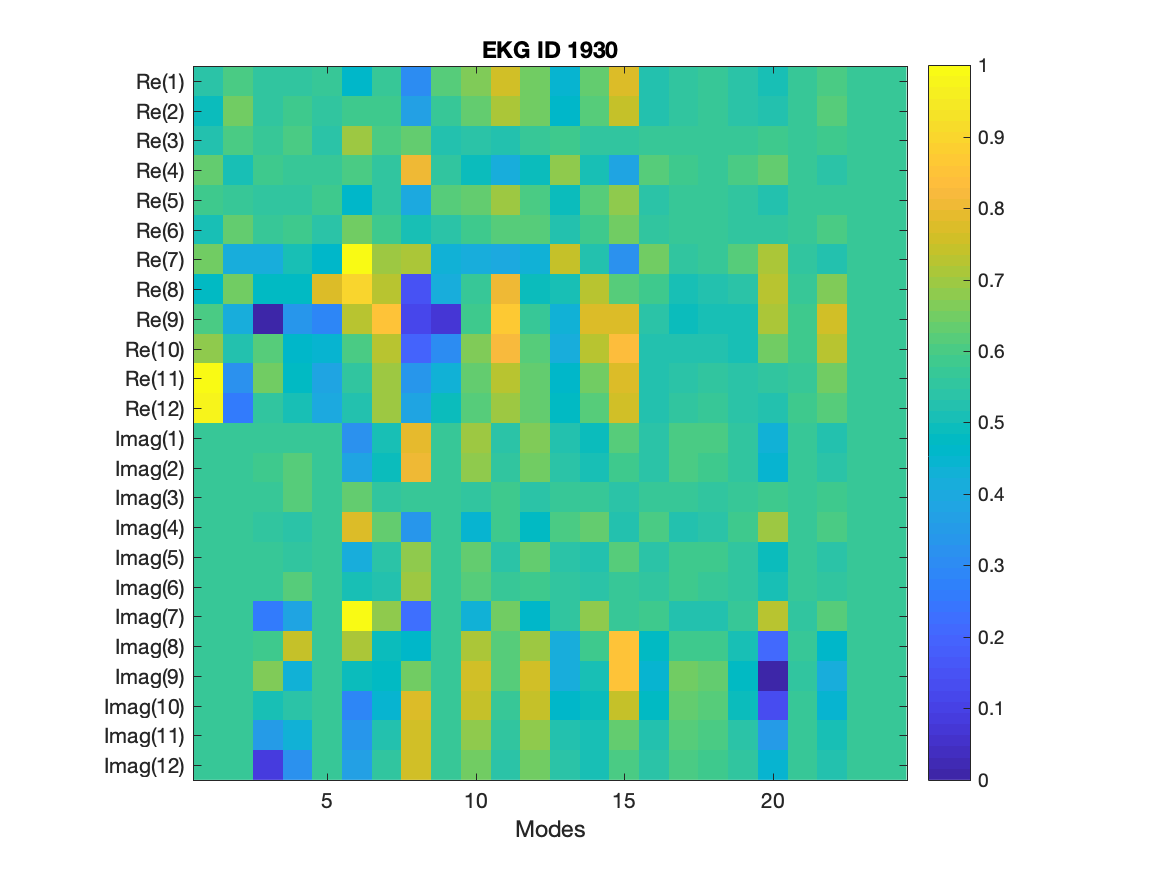 EKG ID 1930
Re(1)
Re(2)
Re(3)
Re(4)
Re(5)
Re(6)
Re(7)
Re(8)
Re(9)
Re(10)
Re(11)
Re(12)
Imag(1)
Imag(2)
Imag(3)
Imag(4)
Imag(5)
Imag(6)
Imag(7)
Imag(8)
Imag(9)
Imag(10)
Imag(11)
Imag(12)
5 10 15 20
Modes
1
0.9
0.8
0.7
0.6
0.5
0.4
0.3
0.2
0.1
0